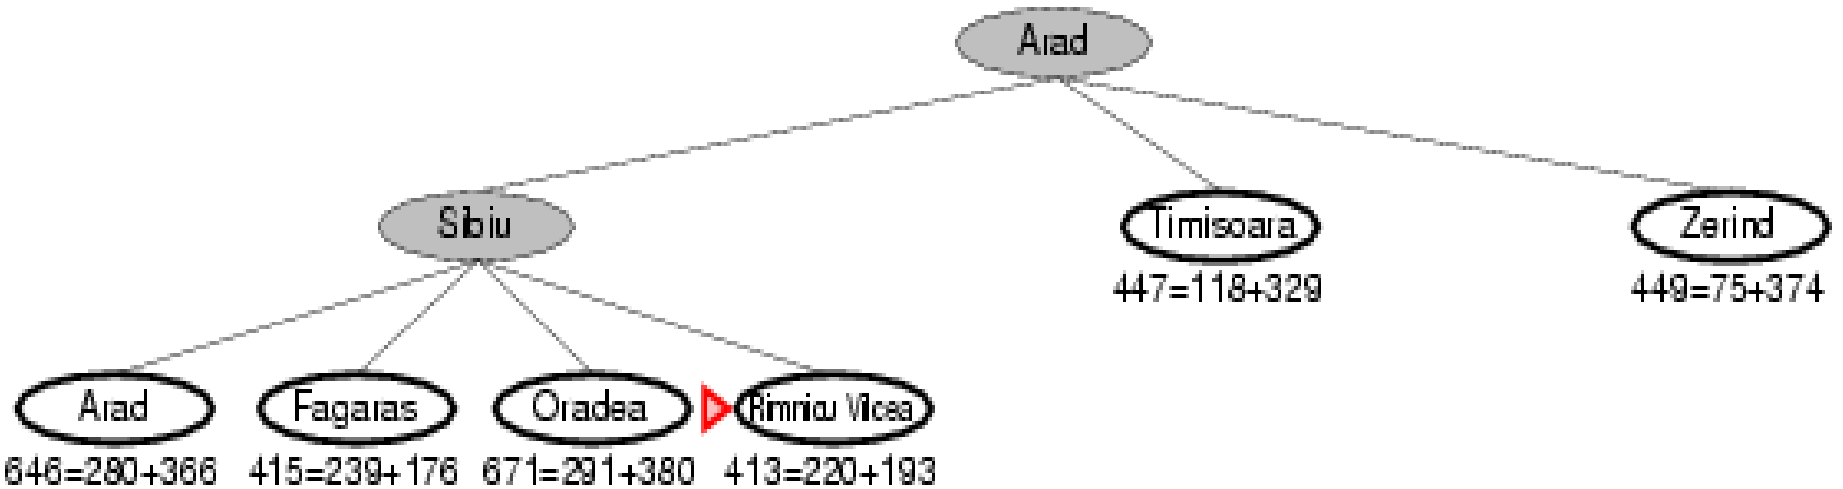 Arad
Sibiu
Timisoara
Zerind
447=118+329
449=75+374
Arad
Fagaras
Oradea
Rimnicu Vilcea
646=280+366
415=239+176
671=291+380
413=220+193